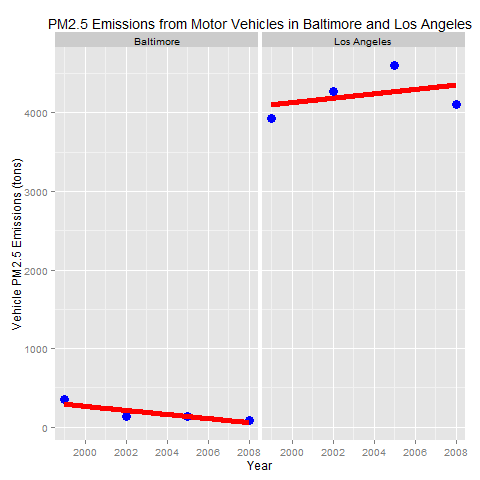 PM2.5 Emissions from Motor Vehicles in Baltimore and Los Angeles
Baltimore
Los Angeles
Vehicle PM2.5 Emissions (tons)
4000
3000
2000
1000
0
2000 2002 2004 2006 2008
2000 2002 2004 2006 2008
Year